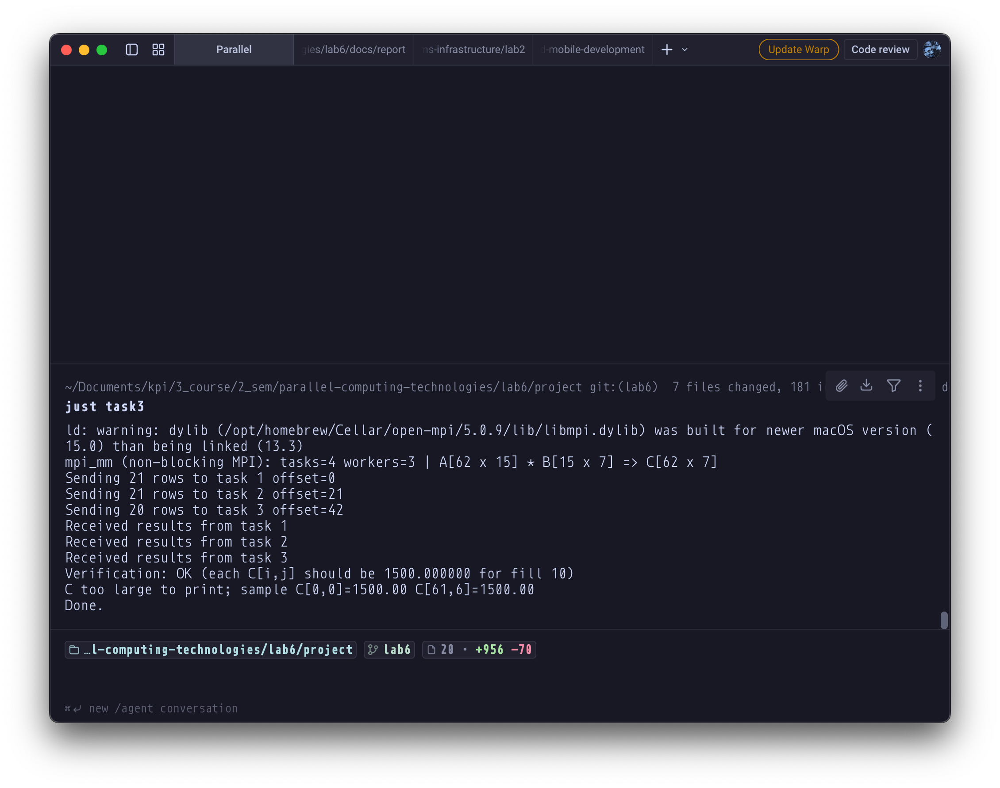 Parallel
gies/lab6/docs/report
ms-infrastructure/lab2
d-mobile-development
Update Warp
Code review
~/Documents/kpi/3_course/2_sem/parallel-computing-technologies/lab6/project git:(lab6)  7 files changed, 181 i d
just task3
ld: warning: dylib (/opt/homebrew/Cellar/open-mpi/5.0.9/lib/libmpi.dylib) was built for newer macOS version (
15.0) than being linked (13.3)
mpi_mm (non-blocking MPI): tasks=4 workers=3 | A[62 x 15] * B[15 x 7] => C[62 x 7]
Sending 21 rows to task 1 offset=0
Sending 21 rows to task 2 offset=21
Sending 20 rows to task 3 offset=42
Received results from task 1
Received results from task 2
Received results from task 3
Verification: OK (each C[i,j] should be 1500.000000 for fill 10)
C too large to print; sample C[0,0]=1500.00 C[61,6]=1500.00
Done.
…l-computing-technologies/lab6/project lab6 20 • +956 -70
⌘⏎ new /agent conversation